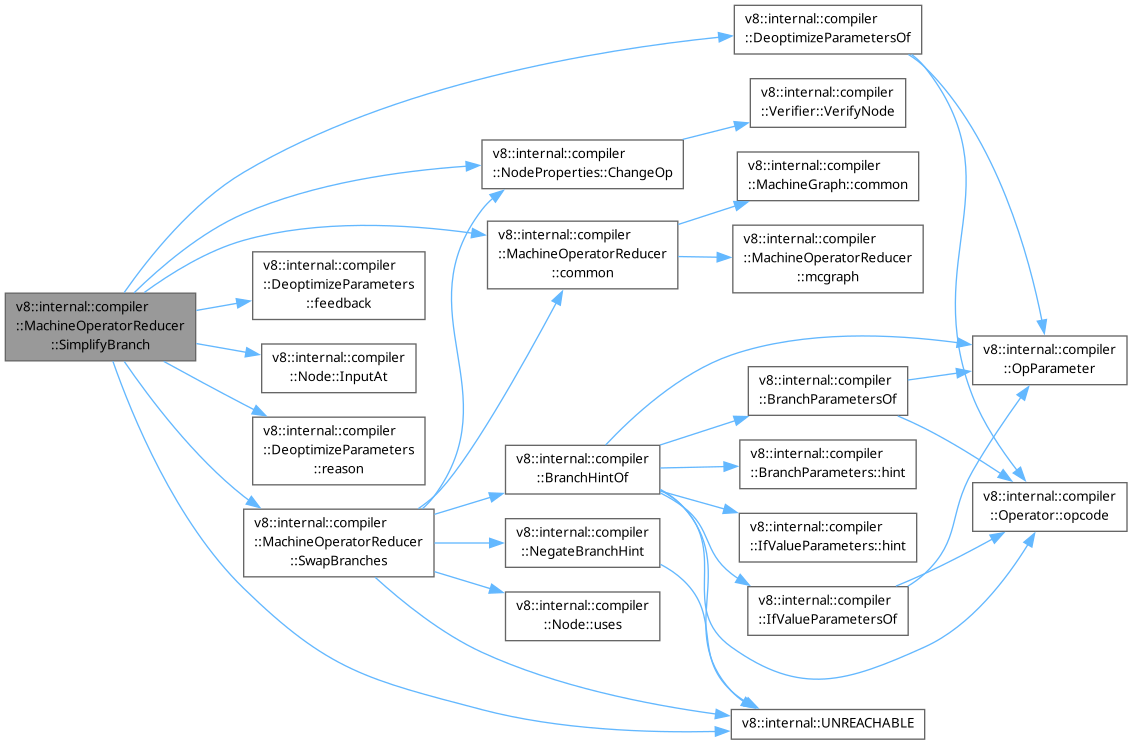 v8::internal::compiler
::MachineOperatorReducer
::SimplifyBranch
v8::internal::compiler
::DeoptimizeParametersOf
v8::internal::compiler
::NodeProperties::ChangeOp
v8::internal::compiler
::Verifier::VerifyNode
v8::internal::compiler
::MachineOperatorReducer
::common
v8::internal::compiler
::MachineGraph::common
v8::internal::compiler
::MachineOperatorReducer
::mcgraph
v8::internal::compiler
::DeoptimizeParameters
::feedback
v8::internal::compiler
::Node::InputAt
v8::internal::compiler
::DeoptimizeParameters
::reason
v8::internal::compiler
::MachineOperatorReducer
::SwapBranches
v8::internal::compiler
::BranchHintOf
v8::internal::compiler
::NegateBranchHint
v8::internal::compiler
::Node::uses
v8::internal::compiler
::BranchParametersOf
v8::internal::compiler
::BranchParameters::hint
v8::internal::compiler
::IfValueParameters::hint
v8::internal::compiler
::IfValueParametersOf
v8::internal::UNREACHABLE
v8::internal::compiler
::OpParameter
v8::internal::compiler
::Operator::opcode